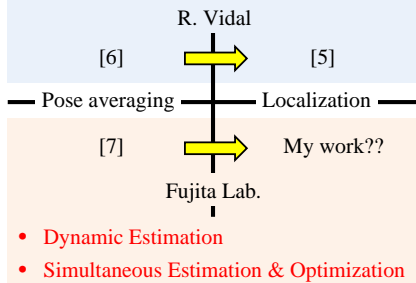 R. Vidal
[6] [5]
Pose averaging Localization
[7] My work??
Fujita Lab.
• Dynamic Estimation
• Simultaneous Estimation & Optimization